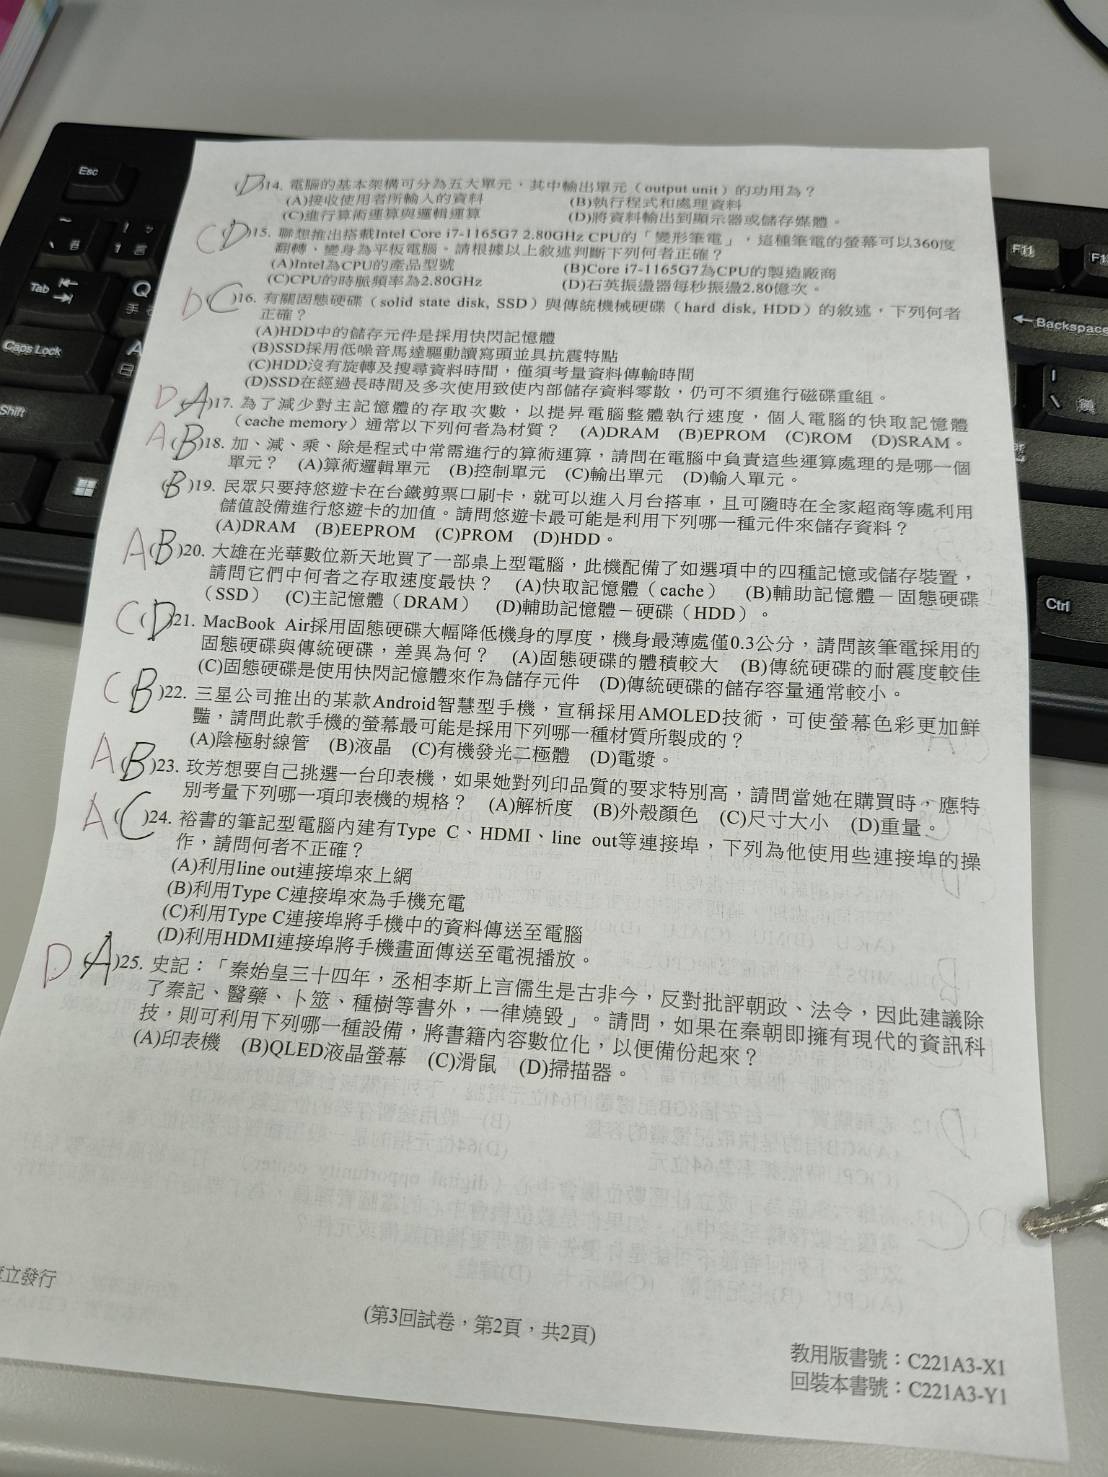 Esc
Tab
Q
Caps Lock
A
Shift
F11
Backspace
Ctrl
(D)14. 電腦的基本架構可分為五大單元，其中輸出單元（output unit）的功用為？
(A)接收使用者所輸入的資料 (B)執行程式和處理資料
(C)進行算術運算與邏輯運算 (D)將資料輸出到顯示器或儲存媒體。
C(D)15. 聯想推出搭載Intel Core i7-1165G7 2.80GHz CPU的「變形筆電」，這種筆電的螢幕可以360度
翻轉、變身為平板電腦。請根據以上敘述判斷下列何者正確？
(A)Intel為CPU的產品型號 (B)Core i7-1165G7為CPU的製造廠商
(C)CPU的時脈頻率為2.80GHz (D)石英振盪器每秒振盪2.80億次。
D(C)16. 有關固態硬碟（solid state disk, SSD）與傳統機械硬碟（hard disk, HDD）的敘述，下列何者
正確？
(A)HDD中的儲存元件是採用快閃記憶體
(B)SSD採用低噪音馬達驅動讀寫頭並具抗震特點
(C)HDD沒有旋轉及搜尋資料時間，僅須考量資料傳輸時間
(D)SSD在經過長時間及多次使用致使內部儲存資料零散，仍可不須進行磁碟重組。
D(A)17. 為了減少對主記憶體的存取次數，以提昇電腦整體執行速度，個人電腦的快取記憶體
（cache memory）通常以下列何者為材質？ (A)DRAM (B)EPROM (C)ROM (D)SRAM。
A(B)18. 加、減、乘、除是程式中常需進行的算術運算，請問在電腦中負責這些運算處理的是哪一個
單元？ (A)算術邏輯單元 (B)控制單元 (C)輸出單元 (D)輸入單元。
(B)19. 民眾只要持悠遊卡在台鐵剪票口刷卡，就可以進入月台搭車，且可隨時在全家超商等處利用
儲值設備進行悠遊卡的加值。請問悠遊卡最可能是利用下列哪一種元件來儲存資料？
(A)DRAM (B)EEPROM (C)PROM (D)HDD。
A(B)20. 大雄在光華數位新天地買了一部桌上型電腦，此機配備了如選項中的四種記憶或儲存裝置，
請問它們中何者之存取速度最快？ (A)快取記憶體（cache） (B)輔助記憶體－固態硬碟
（SSD） (C)主記憶體（DRAM） (D)輔助記憶體－硬碟（HDD）。
C(D)21. MacBook Air採用固態硬碟大幅降低機身的厚度，機身最薄處僅0.3公分，請問該筆電採用的
固態硬碟與傳統硬碟，差異為何？ (A)固態硬碟的體積較大 (B)傳統硬碟的耐震度較佳
(C)固態硬碟是使用快閃記憶體來作為儲存元件 (D)傳統硬碟的儲存容量通常較小。
C(B)22. 三星公司推出的某款Android智慧型手機，宣稱採用AMOLED技術，可使螢幕色彩更加鮮
豔，請問此款手機的螢幕最可能是採用下列哪一種材質所製成的？
(A)陰極射線管 (B)液晶 (C)有機發光二極體 (D)電漿。
A(B)23. 玫芳想要自己挑選一台印表機，如果她對列印品質的要求特別高，請問當她在購買時，應特
別考量下列哪一項印表機的規格？ (A)解析度 (B)外殼顏色 (C)尺寸大小 (D)重量。
A(C)24. 裕書的筆記型電腦內建有Type C、HDMI、line out等連接埠，下列為他使用些連接埠的操
作，請問何者不正確？
(A)利用line out連接埠來上網
(B)利用Type C連接埠來為手機充電
(C)利用Type C連接埠將手機中的資料傳送至電腦
(D)利用HDMI連接埠將手機畫面傳送至電視播放。
D(A)25. 史記：「秦始皇三十四年，丞相李斯上言儒生是古非今，反對批評朝政、法令，因此建議除
了秦記、醫藥、卜筮、種樹等書外，一律燒毀」。請問，如果在秦朝即擁有現代的資訊科
技，則可利用下列哪一種設備，將書籍內容數位化，以便備份起來？
(A)印表機 (B)QLED液晶螢幕 (C)滑鼠 (D)掃描器。
立發行
(第3回試卷，第2頁，共2頁)
教用版書號：C221A3-X1
回裝本書號：C221A3-Y1